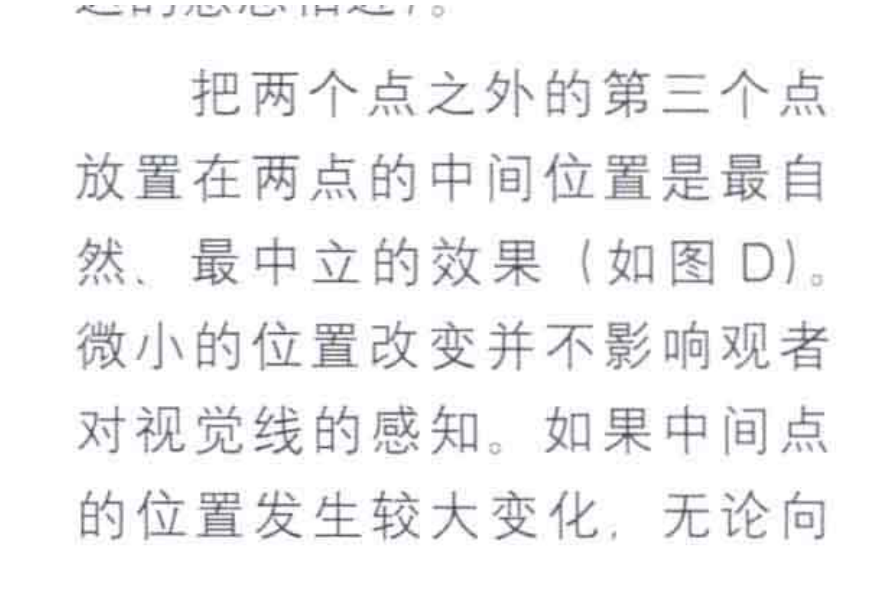 把两个点之外的第三个点
放置在两点的中间位置是最自
然、最中立的效果（如图 D）。
微小的位置改变并不影响观者
对视觉线的感知。如果中间点
的位置发生较大变化，无论向